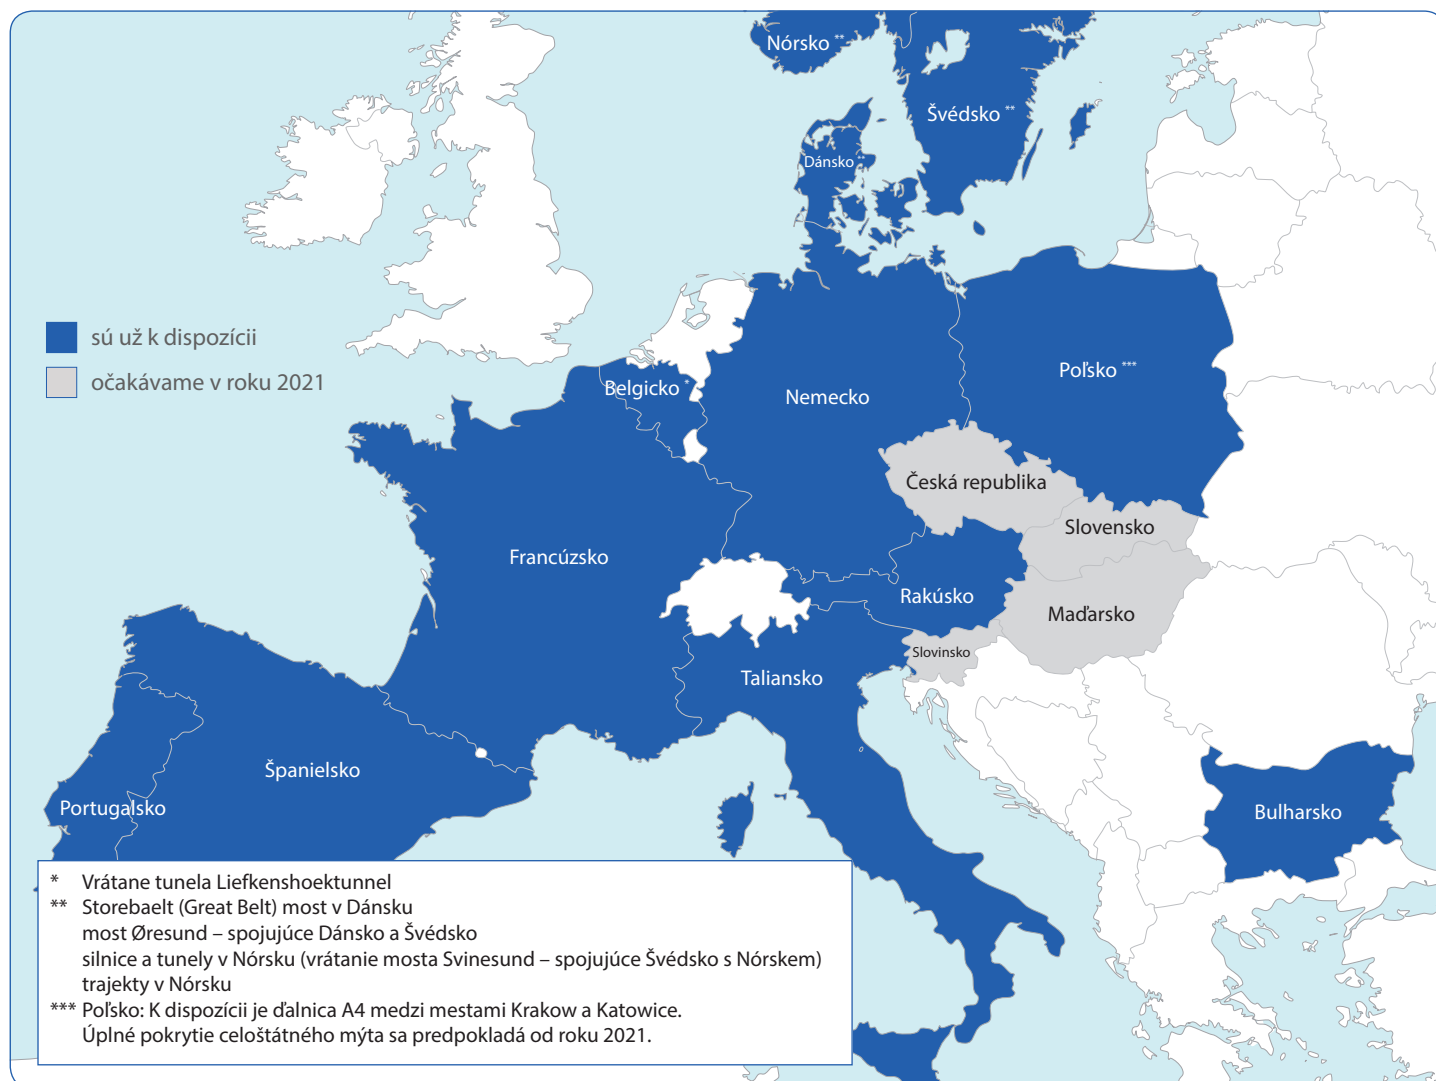 Nórsko **
Švédsko **
Dánsko **
sú už k dispozícii
očakávame v roku 2021
Belgicko *
Nemecko
Poľsko ***
Česká republika
Slovensko
Francúzsko
Rakúsko
Maďarsko
Slovinsko
Taliansko
Španielsko
Portugalsko
Bulharsko
* Vrátane tunela Liefkenshoektunnel
** Storebaelt (Great Belt) most v Dánsku
most Øresund – spojujúce Dánsko a Švédsko
silnice a tunely v Nórsku (vrátanie mosta Svinesund – spojujúce Švédsko s Nórskem)
trajekty v Nórsku
*** Poľsko: K dispozícii je ďalnica A4 medzi mestami Krakow a Katowice.
Úplné pokrytie celoštátného mýta sa predpokladá od roku 2021.